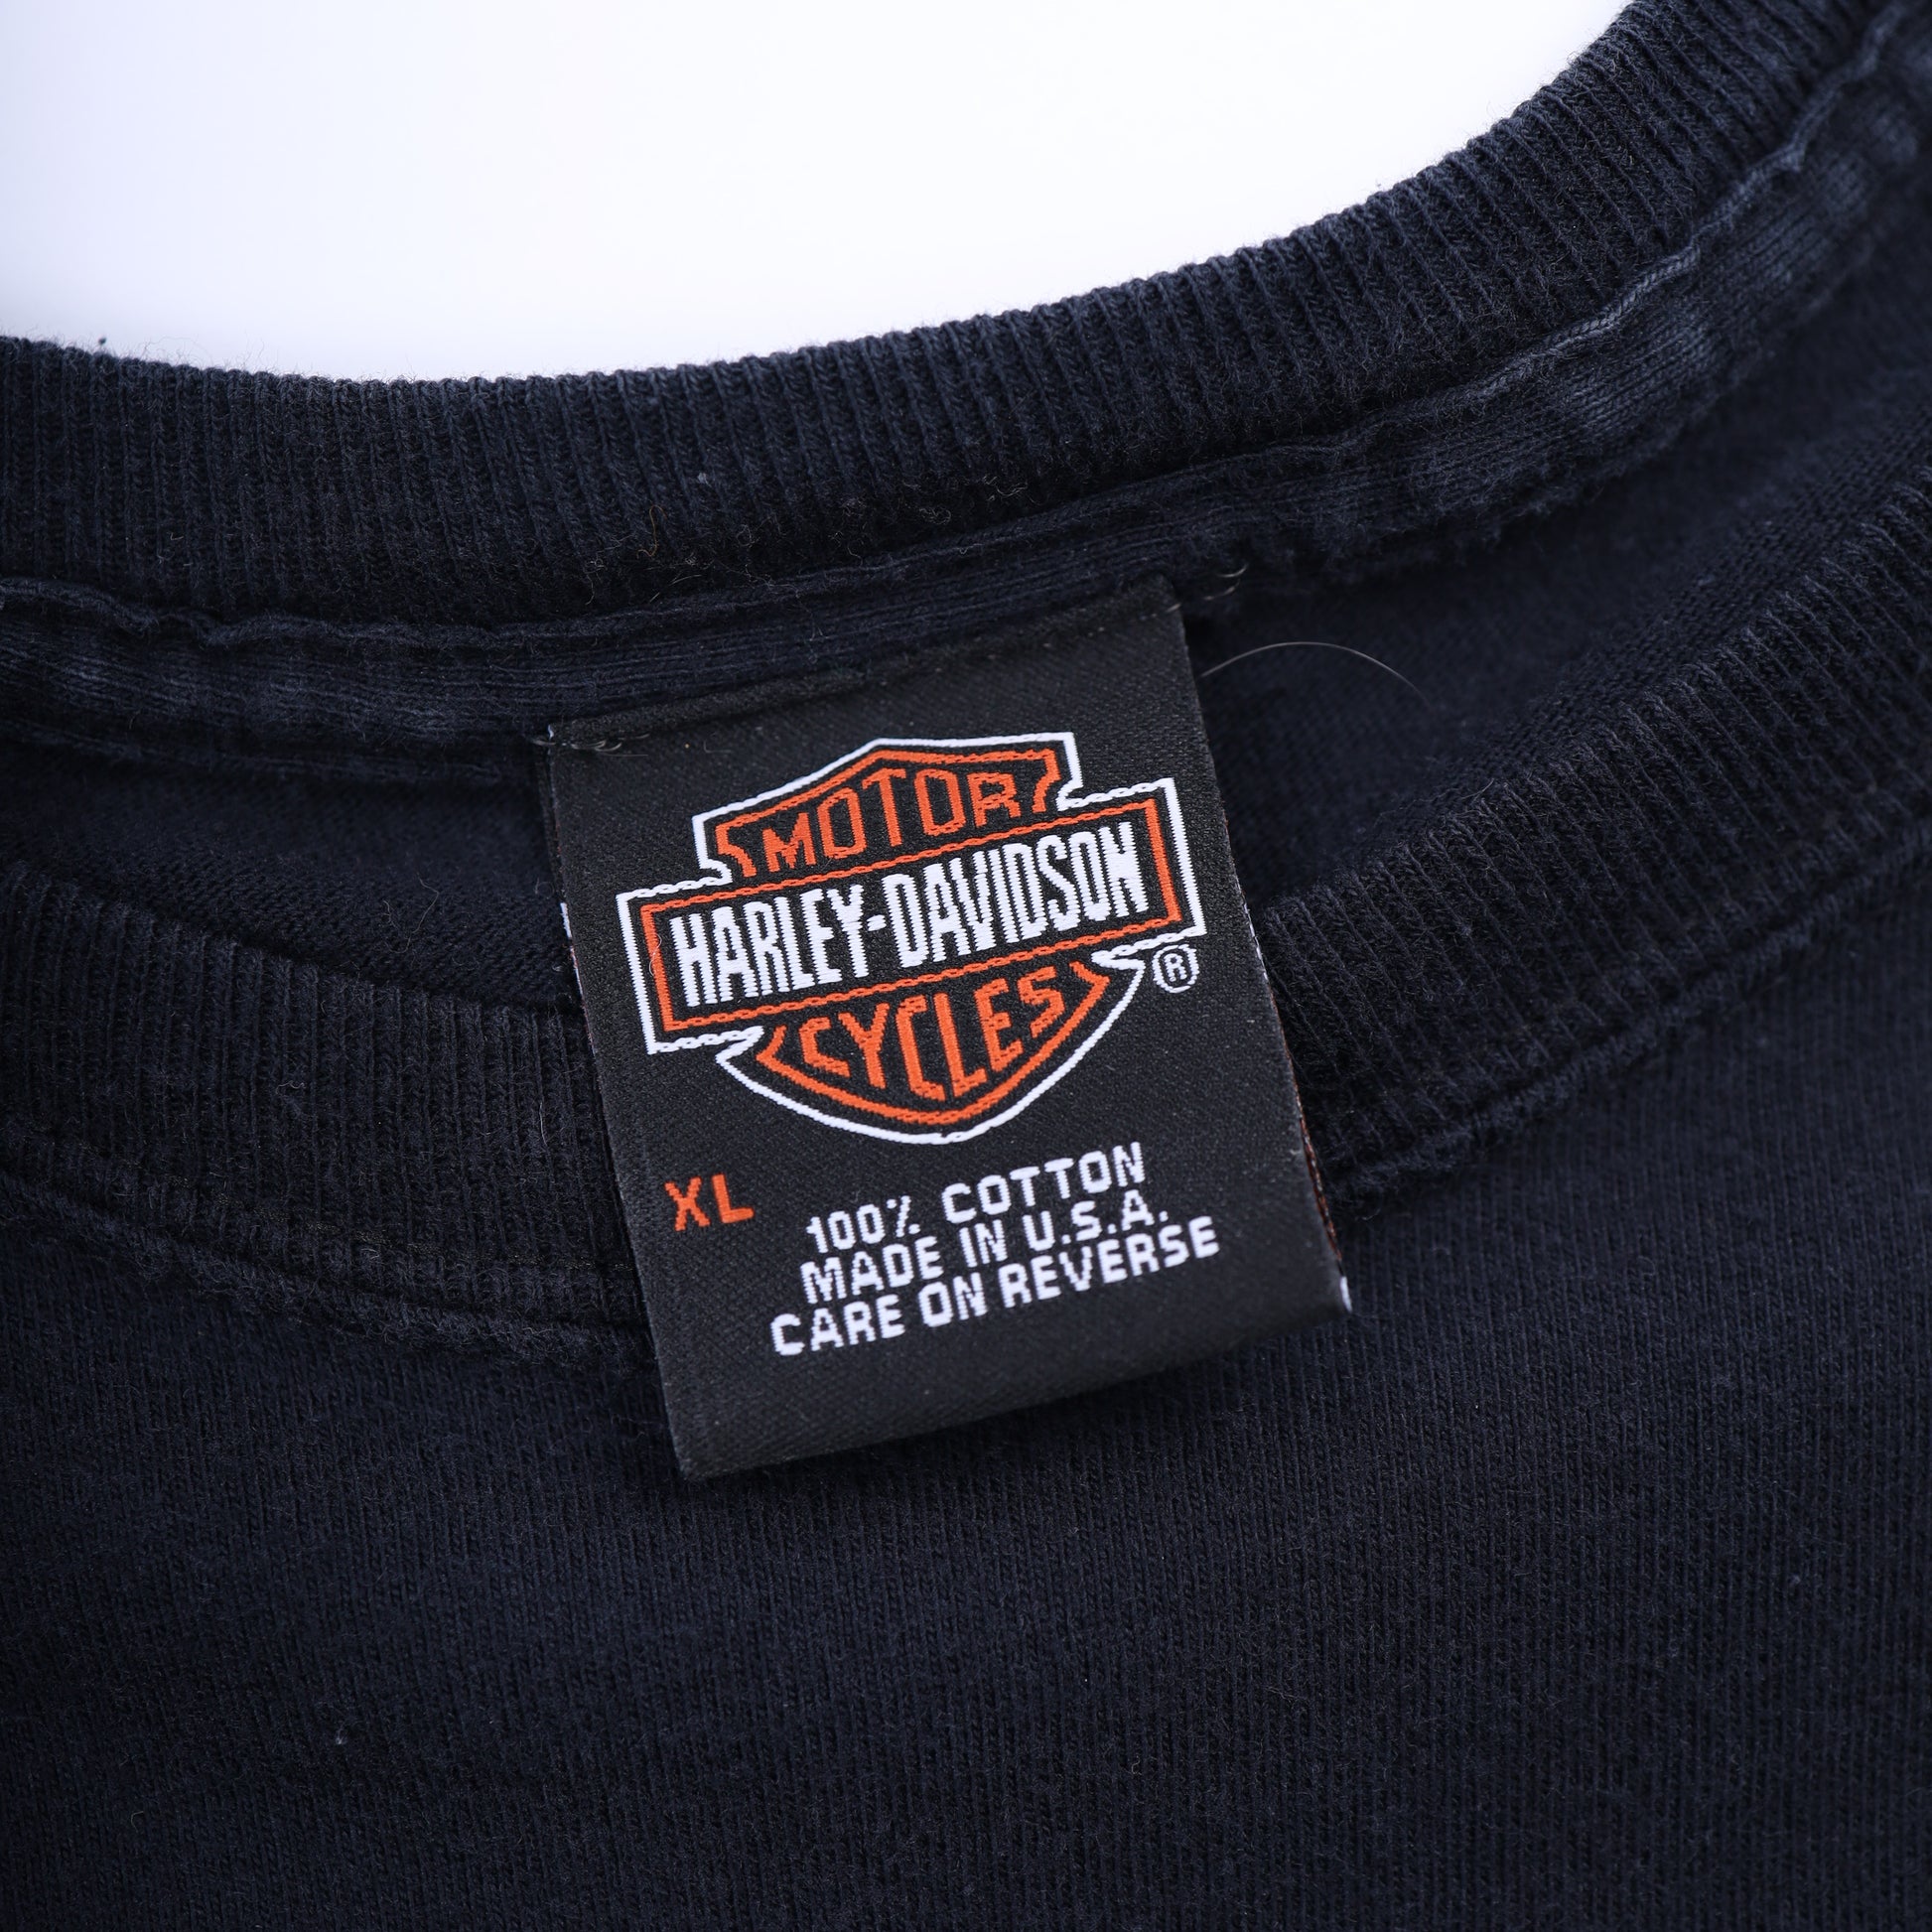 MOTOR
HARLEY-DAVIDSON
CYCLES
®
XL
100% COTTON
MADE IN U.S.A.
CARE ON REVERSE